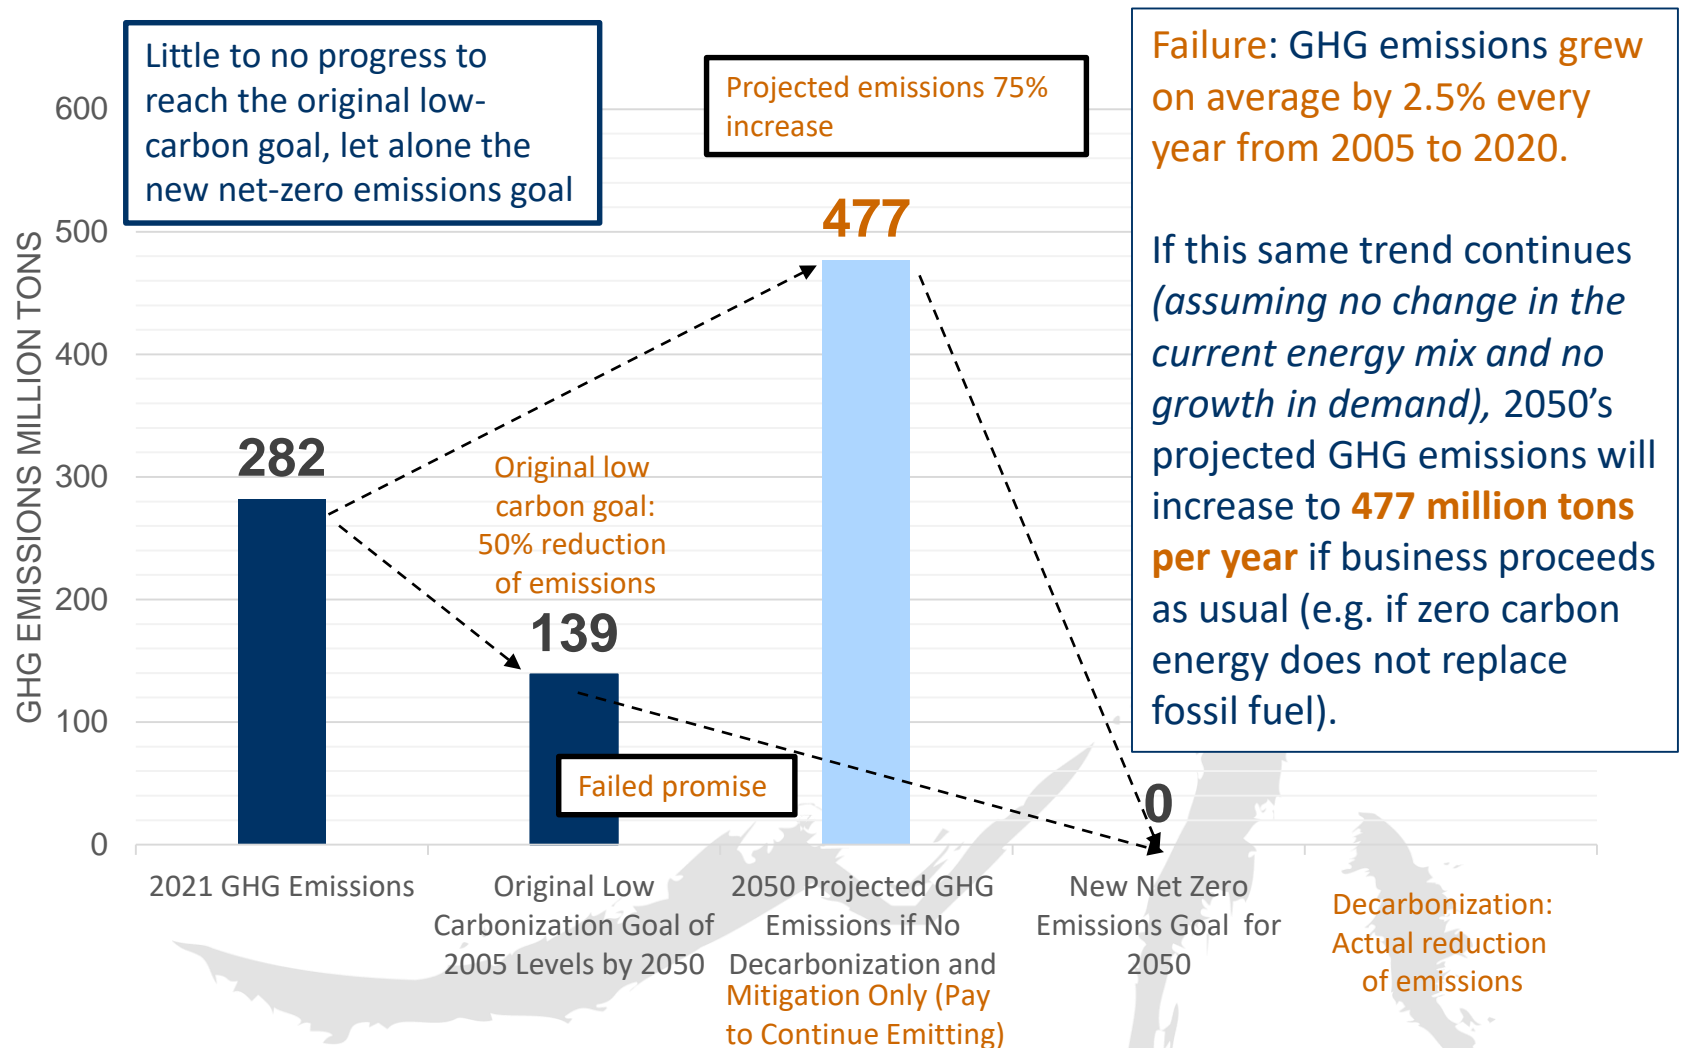 Little to no progress to
reach the original low-
carbon goal, let alone the
new net-zero emissions goal
Projected emissions 75%
increase
Failure: GHG emissions grew
on average by 2.5% every
year from 2005 to 2020.
If this same trend continues
(assuming no change in the
current energy mix and no
growth in demand), 2050’s
projected GHG emissions will
increase to 477 million tons
per year if business proceeds
as usual (e.g. if zero carbon
energy does not replace
fossil fuel).
GHG EMISSIONS MILLION TONS
600
500
400
300
200
100
0
282
Original low
carbon goal:
50% reduction
of emissions
139
477
0
Failed promise
2021 GHG Emissions
Original Low
Carbonization Goal of
2005 Levels by 2050
2050 Projected GHG
Emissions if No
Decarbonization and
Mitigation Only (Pay
to Continue Emitting)
New Net Zero
Emissions Goal for
2050
Decarbonization:
Actual reduction
of emissions